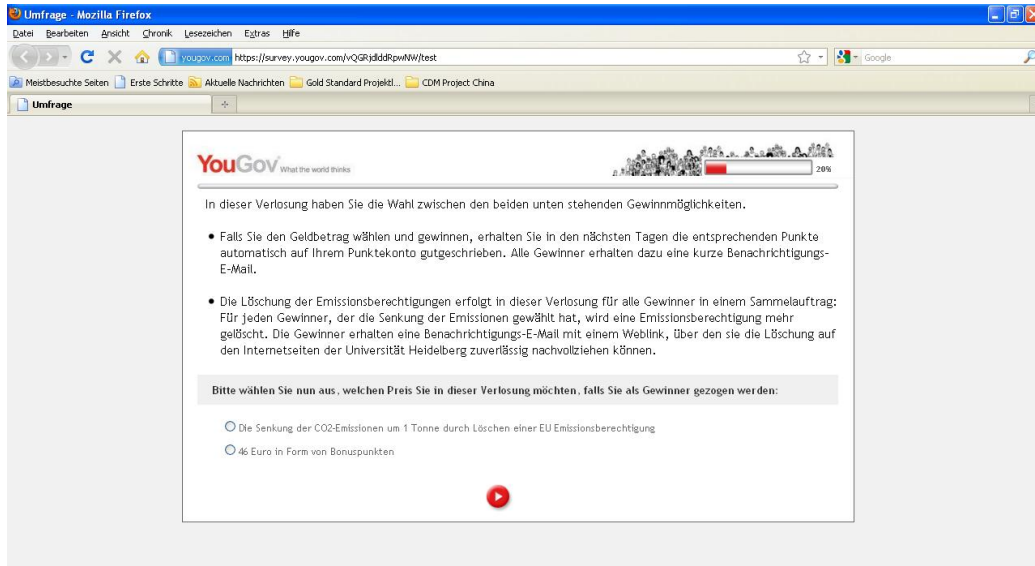 Umfrage - Mozilla Firefox
Datei Bearbeiten Ansicht Chronik Lesezeichen Extras Hilfe
yougov.com https://survey.yougov.com/vQGRjdlddRpwNW/test
Google
Meistbesuchte Seiten Erste Schritte Aktuelle Nachrichten Gold Standard Projektl... CDM Project China
Umfrage
YouGov What the world thinks
20%
In dieser Verlosung haben Sie die Wahl zwischen den beiden unten stehenden Gewinnmöglichkeiten.
• Falls Sie den Geldbetrag wählen und gewinnen, erhalten Sie in den nächsten Tagen die entsprechenden Punkte
automatisch auf Ihrem Punktekonto gutgeschrieben. Alle Gewinner erhalten dazu eine kurze Benachrichtigungs-
E-Mail.
• Die Löschung der Emissionsberechtigungen erfolgt in dieser Verlosung für alle Gewinner in einem Sammelauftrag:
Für jeden Gewinner, der die Senkung der Emissionen gewählt hat, wird eine Emissionsberechtigung mehr
gelöscht. Die Gewinner erhalten eine Benachrichtigungs-E-Mail mit einem Weblink, über den sie die Löschung auf
den Internetseiten der Universität Heidelberg zuverlässig nachvollziehen können.
Bitte wählen Sie nun aus, welchen Preis Sie in dieser Verlosung möchten, falls Sie als Gewinner gezogen werden:
Die Senkung der CO2-Emissionen um 1 Tonne durch Löschen einer EU Emissionsberechtigung
46 Euro in Form von Bonuspunkten